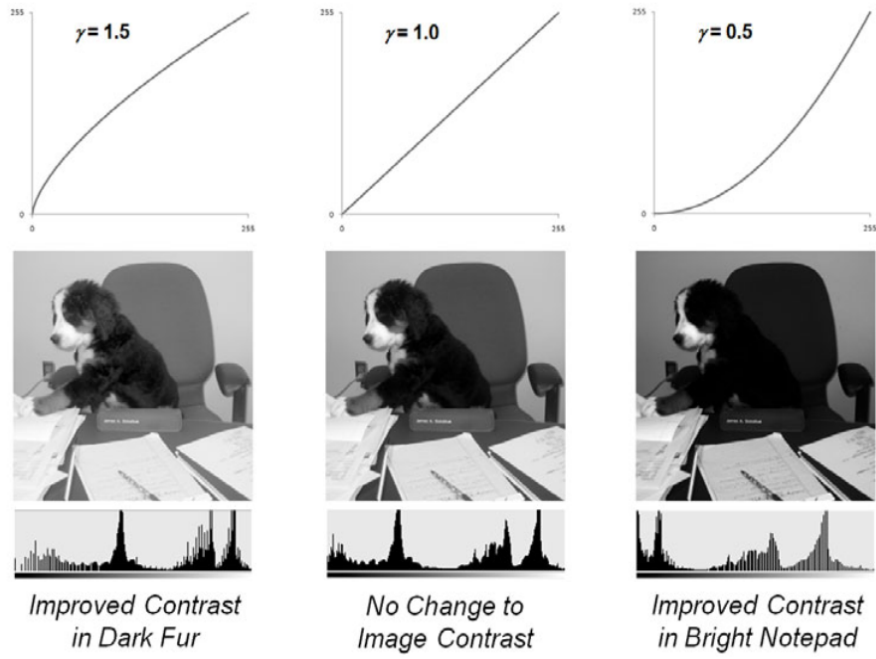 255
γ = 1.5
0
0
255
255
γ = 1.0
0
0
255
255
γ = 0.5
0
0
255
Improved Contrast
in Dark Fur
No Change to
Image Contrast
Improved Contrast
in Bright Notepad